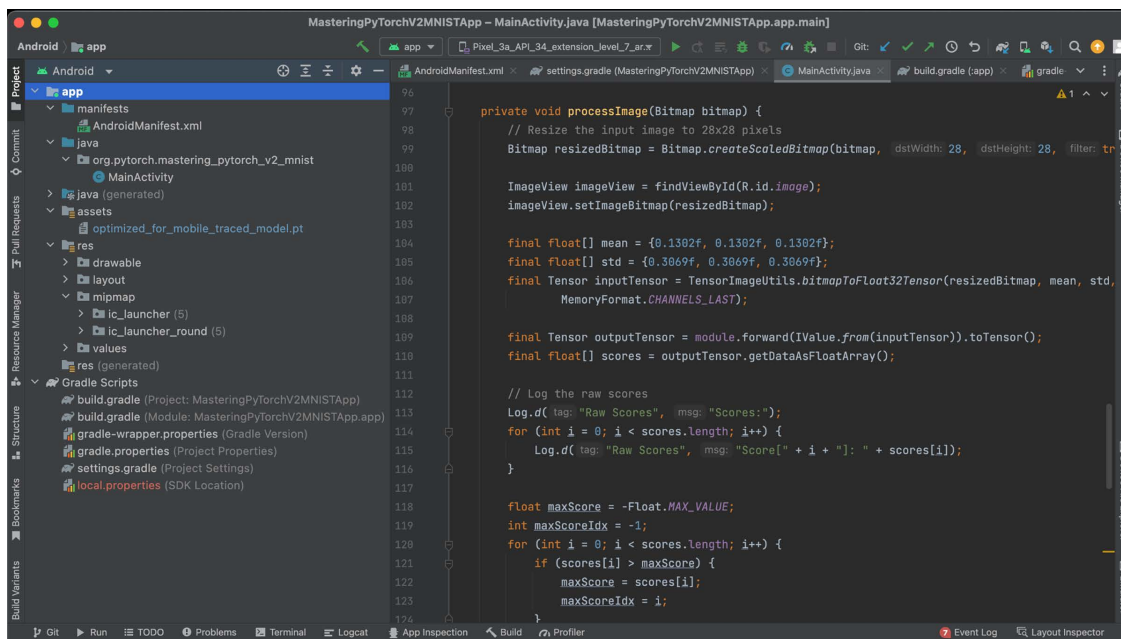 MasteringPyTorchV2MNISTApp – MainActivity.java [MasteringPyTorchV2MNISTApp.app.main]
Android app
app
Pixel_3a_API_34_extension_level_7_ar...
Git:
Project
Commit
Pull Requests
Resource Manager
Structure
Bookmarks
Build Variants
Android
app
manifests
AndroidManifest.xml
java
org.pytorch.mastering_pytorch_v2_mnist
MainActivity
java (generated)
assets
optimized_for_mobile_traced_model.pt
res
drawable
layout
mipmap
ic_launcher (5)
ic_launcher_round (5)
values
res (generated)
Gradle Scripts
build.gradle (Project: MasteringPyTorchV2MNISTApp)
build.gradle (Module: MasteringPyTorchV2MNISTApp.app)
gradle-wrapper.properties (Gradle Version)
gradle.properties (Project Properties)
settings.gradle (Project Settings)
local.properties (SDK Location)
AndroidManifest.xml settings.gradle (MasteringPyTorchV2MNISTApp) MainActivity.java build.gradle (:app) gradle
1
96
97 private void processImage(Bitmap bitmap) {
98 // Resize the input image to 28x28 pixels
99 Bitmap resizedBitmap = Bitmap.createScaledBitmap(bitmap, dstWidth: 28, dstHeight: 28, filter: tr
100
101 ImageView imageView = findViewById(R.id.image);
102 imageView.setImageBitmap(resizedBitmap);
103
104 final float[] mean = {0.1302f, 0.1302f, 0.1302f};
105 final float[] std = {0.3069f, 0.3069f, 0.3069f};
106 final Tensor inputTensor = TensorImageUtils.bitmapToFloat32Tensor(resizedBitmap, mean, std,
107 MemoryFormat.CHANNELS_LAST);
108
109 final Tensor outputTensor = module.forward(IValue.from(inputTensor)).toTensor();
110 final float[] scores = outputTensor.getDataAsFloatArray();
111
112 // Log the raw scores
113 Log.d( tag: "Raw Scores", msg: "Scores:");
114 for (int i = 0; i < scores.length; i++) {
115 Log.d( tag: "Raw Scores", msg: "Score[" + i + "]: " + scores[i]);
116 }
117
118 float maxScore = -Float.MAX_VALUE;
119 int maxScoreIdx = -1;
120 for (int i = 0; i < scores.length; i++) {
121 if (scores[i] > maxScore) {
122 maxScore = scores[i];
123 maxScoreIdx = i;
124 }
Git Run TODO Problems Terminal Logcat App Inspection Build Profiler 7 Event Log Layout Inspector